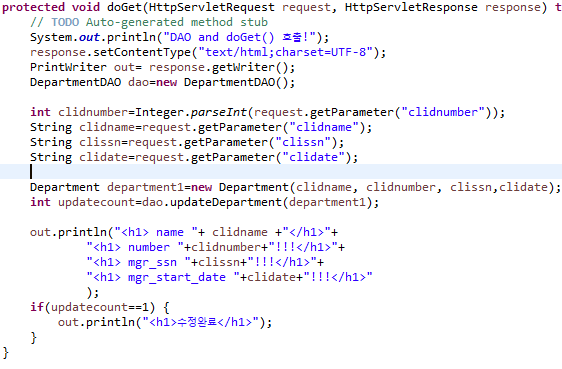 protected void doGet(HttpServletRequest request, HttpServletResponse response) t
// TODO Auto-generated method stub
System.out.println("DAO and doGet() 호출!");
response.setContentType("text/html;charset=UTF-8");
PrintWriter out= response.getWriter();
DepartmentDAO dao=new DepartmentDAO();
int clidnumber=Integer.parseInt(request.getParameter("clidnumber"));
String clidname=request.getParameter("clidname");
String clissn=request.getParameter("clissn");
String clidate=request.getParameter("clidate");
Department department1=new Department(clidname, clidnumber, clissn,clidate);
int updatecount=dao.updateDepartment(department1);
out.println("<h1> name "+ clidname +"</h1>"+
"<h1> number "+clidnumber+"!!!</h1>"+
"<h1> mgr_ssn "+clissn+"!!!</h1>"+
"<h1> mgr_start_date "+clidate+"!!!</h1>"
);
if(updatecount==1) {
out.println("<h1>수정완료</h1>");
}
}